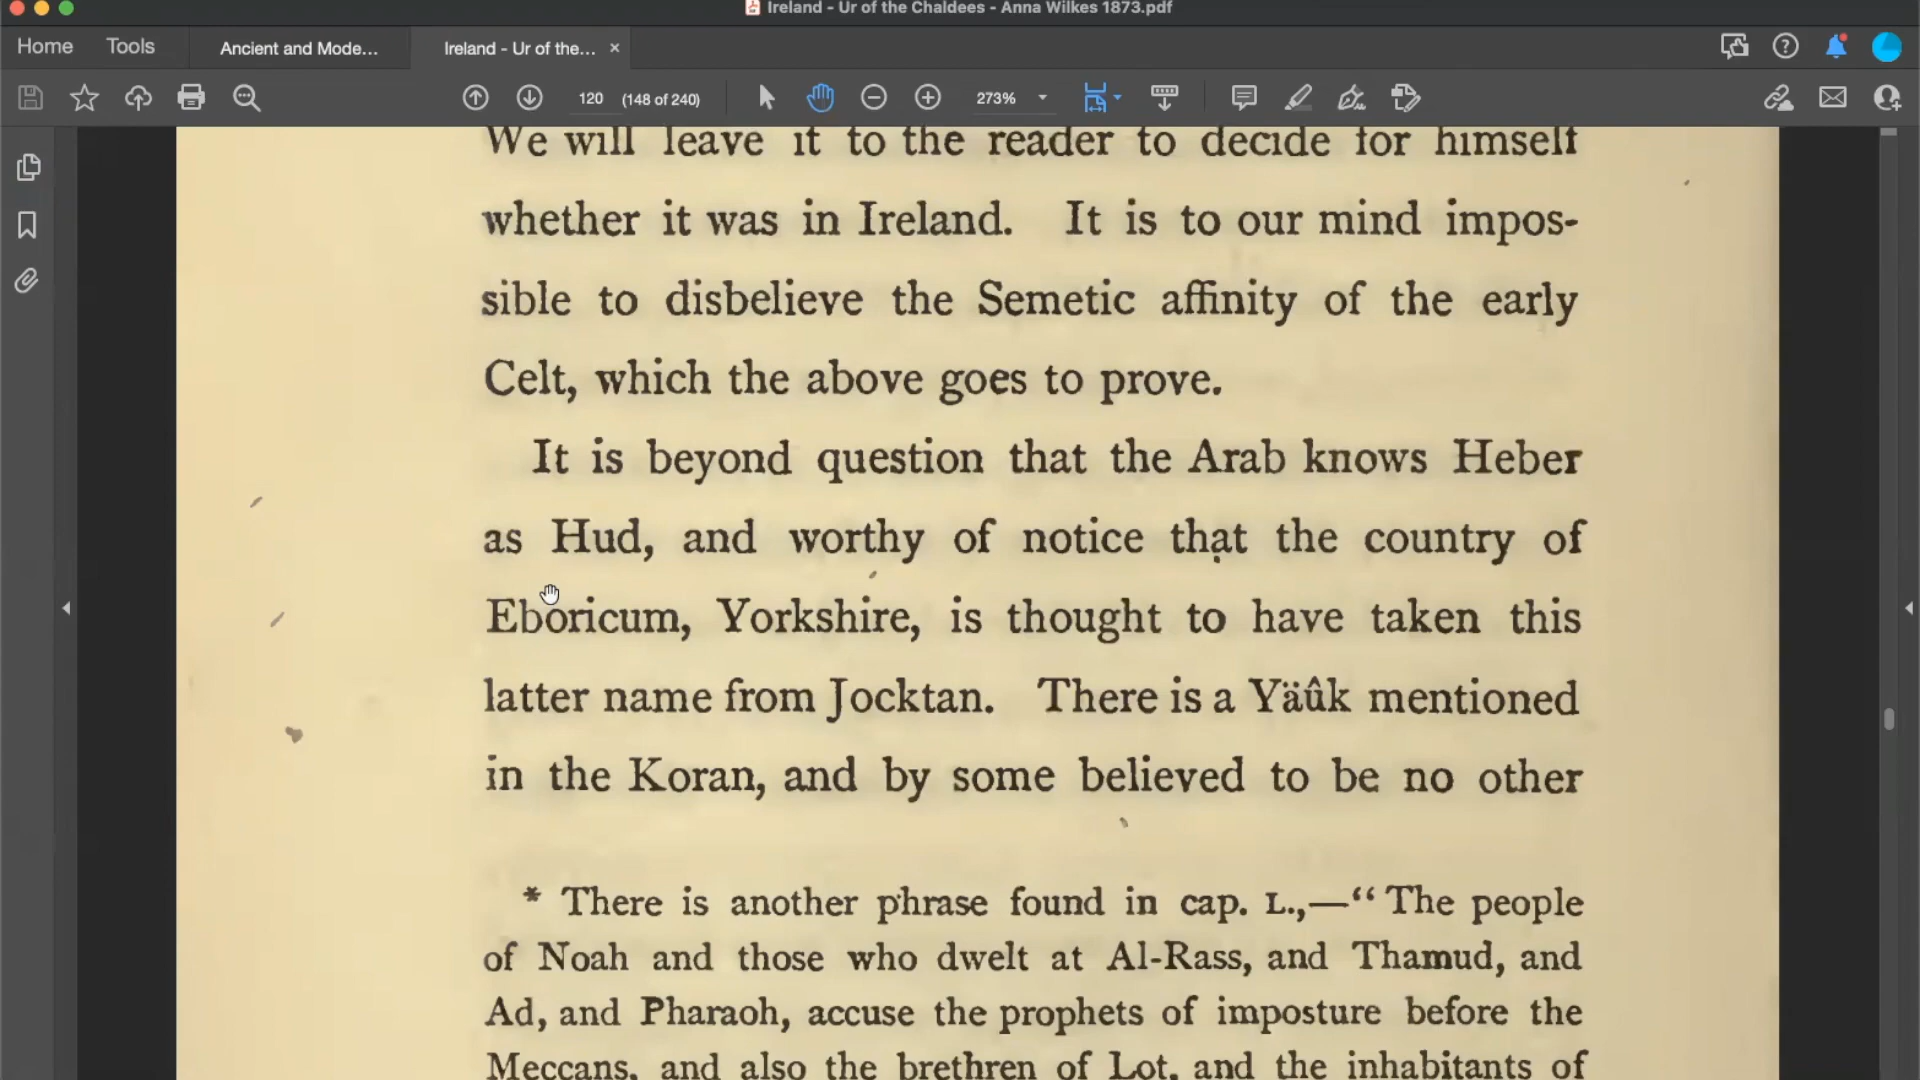 Ireland - Ur of the Chaldees - Anna Wilkes 1873.pdf
Home Tools Ancient and Mode... Ireland - Ur of the... ×
120 (148 of 240) 273%
We will leave it to the reader to decide for himself
whether it was in Ireland. It is to our mind impos-
sible to disbelieve the Semetic affinity of the early
Celt, which the above goes to prove.
It is beyond question that the Arab knows Heber
as Hud, and worthy of notice that the country of
Eboricum, Yorkshire, is thought to have taken this
latter name from Jocktan. There is a Yäûk mentioned
in the Koran, and by some believed to be no other
* There is another phrase found in cap. L.,—“ The people
of Noah and those who dwelt at Al-Rass, and Thamud, and
Ad, and Pharaoh, accuse the prophets of imposture before the
Meccans, and also the brethren of Lot, and the inhabitants of